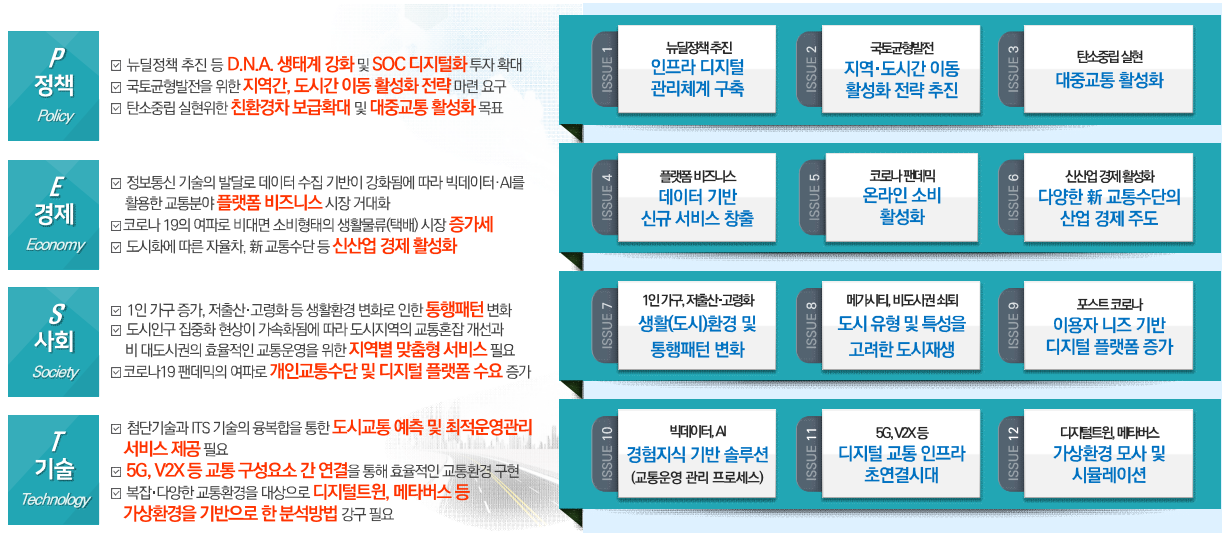 P
정책
Policy
☑ 뉴딜정책 추진 등 D.N.A. 생태계 강화 및 SOC 디지털화 투자 확대
☑ 국토균형발전을 위한 지역간, 도시간 이동 활성화 전략 마련 요구
☑ 탄소중립 실현위한 친환경차 보급확대 및 대중교통 활성화 목표
ISSUE 1
뉴딜정책 추진
인프라 디지털
관리체계 구축
ISSUE 2
국토균형발전
지역·도시간 이동
활성화 전략 추진
ISSUE 3
탄소중립 실현
대중교통 활성화
E
경제
Economy
☑ 정보통신 기술의 발달로 데이터 수집 기반이 강화됨에 따라 빅데이터·AI를
활용한 교통분야 플랫폼 비즈니스 시장 거대화
☑ 코로나 19의 여파로 비대면 소비형태의 생활물류(택배) 시장 증가세
☑ 도시화에 따른 자율차, 新 교통수단 등 신산업 경제 활성화
ISSUE 4
플랫폼 비즈니스
데이터 기반
신규 서비스 창출
ISSUE 5
코로나 팬데믹
온라인 소비
활성화
ISSUE 6
신산업 경제 활성화
다양한 新 교통수단의
산업 경제 주도
S
사회
Society
☑ 1인 가구 증가, 저출산·고령화 등 생활환경 변화로 인한 통행패턴 변화
☑ 도시인구 집중화 현상이 가속화됨에 따라 도시지역의 교통혼잡 개선과
비 대도시권의 효율적인 교통운영을 위한 지역별 맞춤형 서비스 필요
☑ 코로나19 팬데믹의 여파로 개인교통수단 및 디지털 플랫폼 수요 증가
ISSUE 7
1인 가구, 저출산·고령화
생활(도시)환경 및
통행패턴 변화
ISSUE 8
메가시티, 비도시권 쇠퇴
도시 유형 및 특성을
고려한 도시재생
ISSUE 9
포스트 코로나
이용자 니즈 기반
디지털 플랫폼 증가
T
기술
Technology
☑ 첨단기술과 ITS 기술의 융복합을 통한 도시교통 예측 및 최적운영관리
서비스 제공 필요
☑ 5G, V2X 등 교통 구성요소 간 연결을 통해 효율적인 교통환경 구현
☑ 복잡·다양한 교통환경을 대상으로 디지털트윈, 메타버스 등
가상환경을 기반으로 한 분석방법 강구 필요
ISSUE 10
빅데이터, AI
경험지식 기반 솔루션
(교통운영 관리 프로세스)
ISSUE 11
5G, V2X 등
디지털 교통 인프라
초연결시대
ISSUE 12
디지털트윈, 메타버스
가상환경 모사 및
시뮬레이션